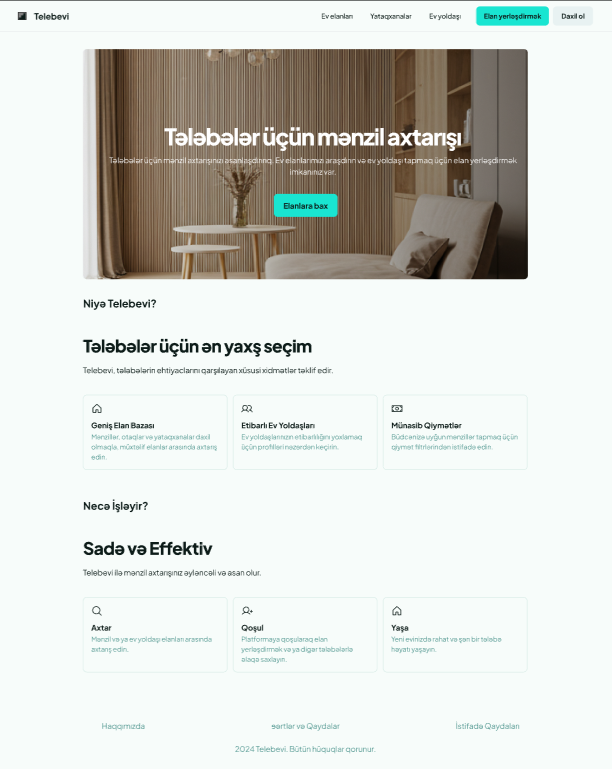 Telebevi
Ev elanları
Yataqxanalar
Ev yoldaşı
Elan yerləşdirmək
Daxil ol
Tələbələr üçün mənzil axtarışı
Tələbələr üçün mənzil axtarışınızı asanlaşdırırıq. Ev elanlarımızı araşdırın və ev yoldaşı tapmaq üçün elan yerləşdirmək
imkanınız var.
Elanlara bax
Niyə Telebevi?
Tələbələr üçün ən yaxş seçim
Telebevi, tələbələrin ehtiyaclarını qarşılayan xüsusi xidmətlər təklif edir.
Geniş Elan Bazası
Mənzillər, otaqlar və yataqxanalar daxil
olmaqla, müxtəlif elanlar arasında axtarış
edin.
Etibarlı Ev Yoldaşları
Ev yoldaşlarınızın etibarlılığını yoxlamaq
üçün profilləri nəzərdən keçirin.
Münasib Qiymətlər
Büdcənizə uyğun mənzillər tapmaq üçün
qiymət filtrlərindən istifadə edin.
Necə İşləyir?
Sadə və Effektiv
Telebevi ilə mənzil axtarışınız əyləncəli və asan olur.
Axtar
Mənzil və ya ev yoldaşı elanları arasında
axtarış edin.
Qoşul
Platformaya qoşularaq elan
yerləşdirmək və ya digər tələbələrlə
əlaqə saxlayın.
Yaşa
Yeni evinizdə rahat və şən bir tələbə
həyatı yaşayın.
Haqqımızda
Şərtlər və Qaydalar
İstifadə Qaydaları
2024 Telebevi. Bütün hüquqlar qorunur.